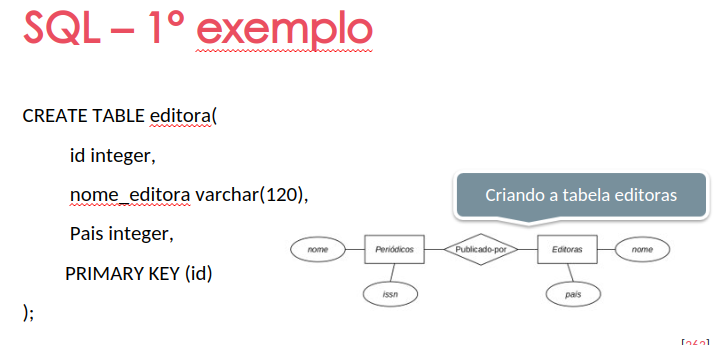 SQL – 1º exemplo
CREATE TABLE editora(
id integer,
nome_editora varchar(120),
Pais integer,
PRIMARY KEY (id)
);
Criando a tabela editoras
nome
Periódicos
Publicado-por
Editoras
nome
issn
país